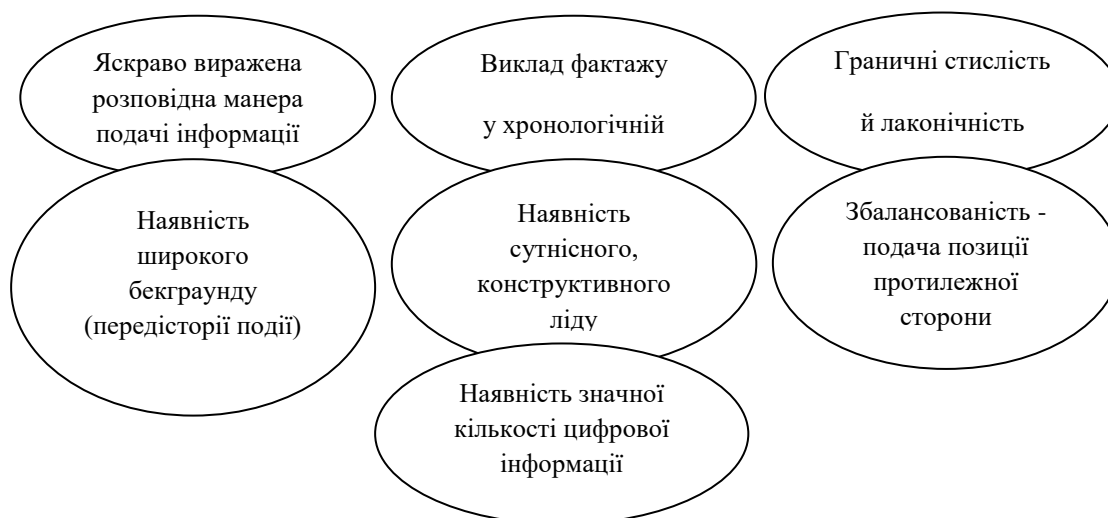 Яскраво виражена
розповідна манера
подачі інформації
Виклад фактажу
у хронологічній
Граничні стислість
й лаконічність
Наявність
широкого
бекграунду
(передісторії події)
Наявність
сутнісного,
конструктивного
ліду
Збалансованість -
подача позиції
протилежної
сторони
Наявність значної
кількості цифрової
інформації